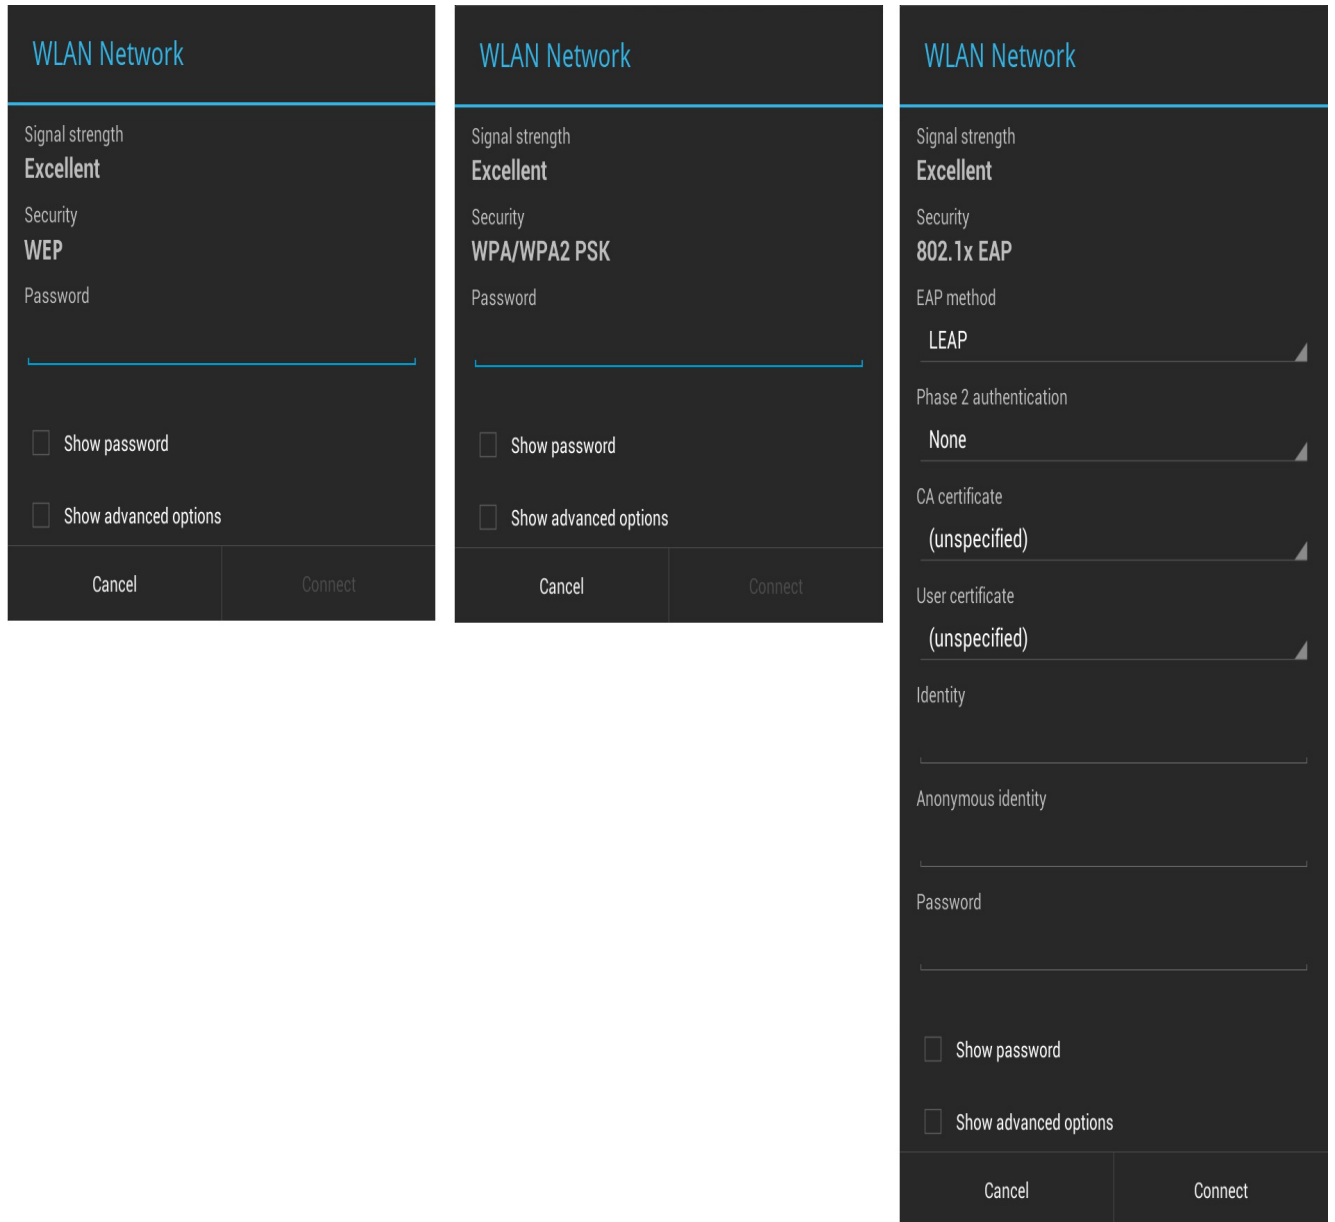 WLAN Network
Signal strength
Excellent
Security
WEP
Password
Show password
Show advanced options
Cancel
Connect
WLAN Network
Signal strength
Excellent
Security
WPA/WPA2 PSK
Password
Show password
Show advanced options
Cancel
Connect
WLAN Network
Signal strength
Excellent
Security
802.1x EAP
EAP method
LEAP
Phase 2 authentication
None
CA certificate
(unspecified)
User certificate
(unspecified)
Identity
Anonymous identity
Password
Show password
Show advanced options
Cancel
Connect